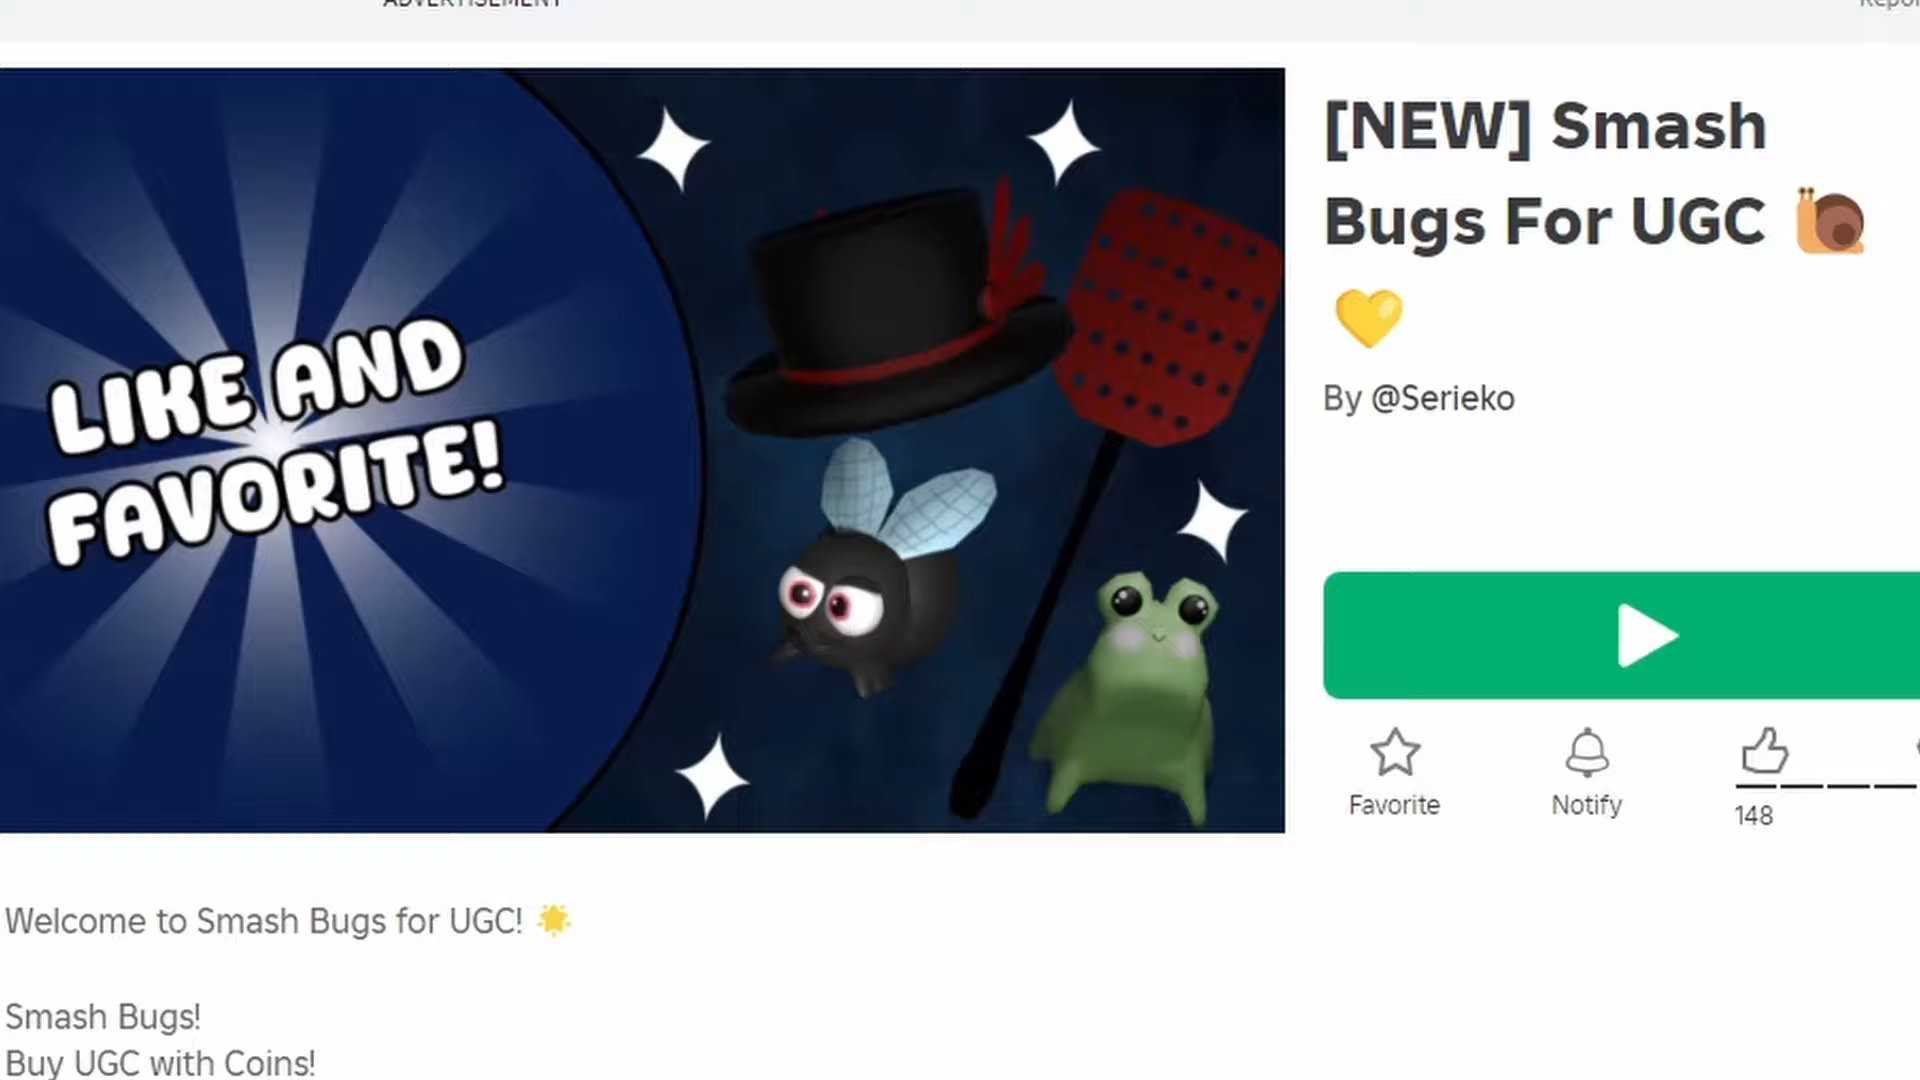 ADVERTISEMENT
LIKE AND
FAVORITE!
[NEW] Smash
Bugs For UGC 🐌
💛
By @Serieko
Favorite
Notify
148
Welcome to Smash Bugs for UGC! 🌟
Smash Bugs!
Buy UGC with Coins!